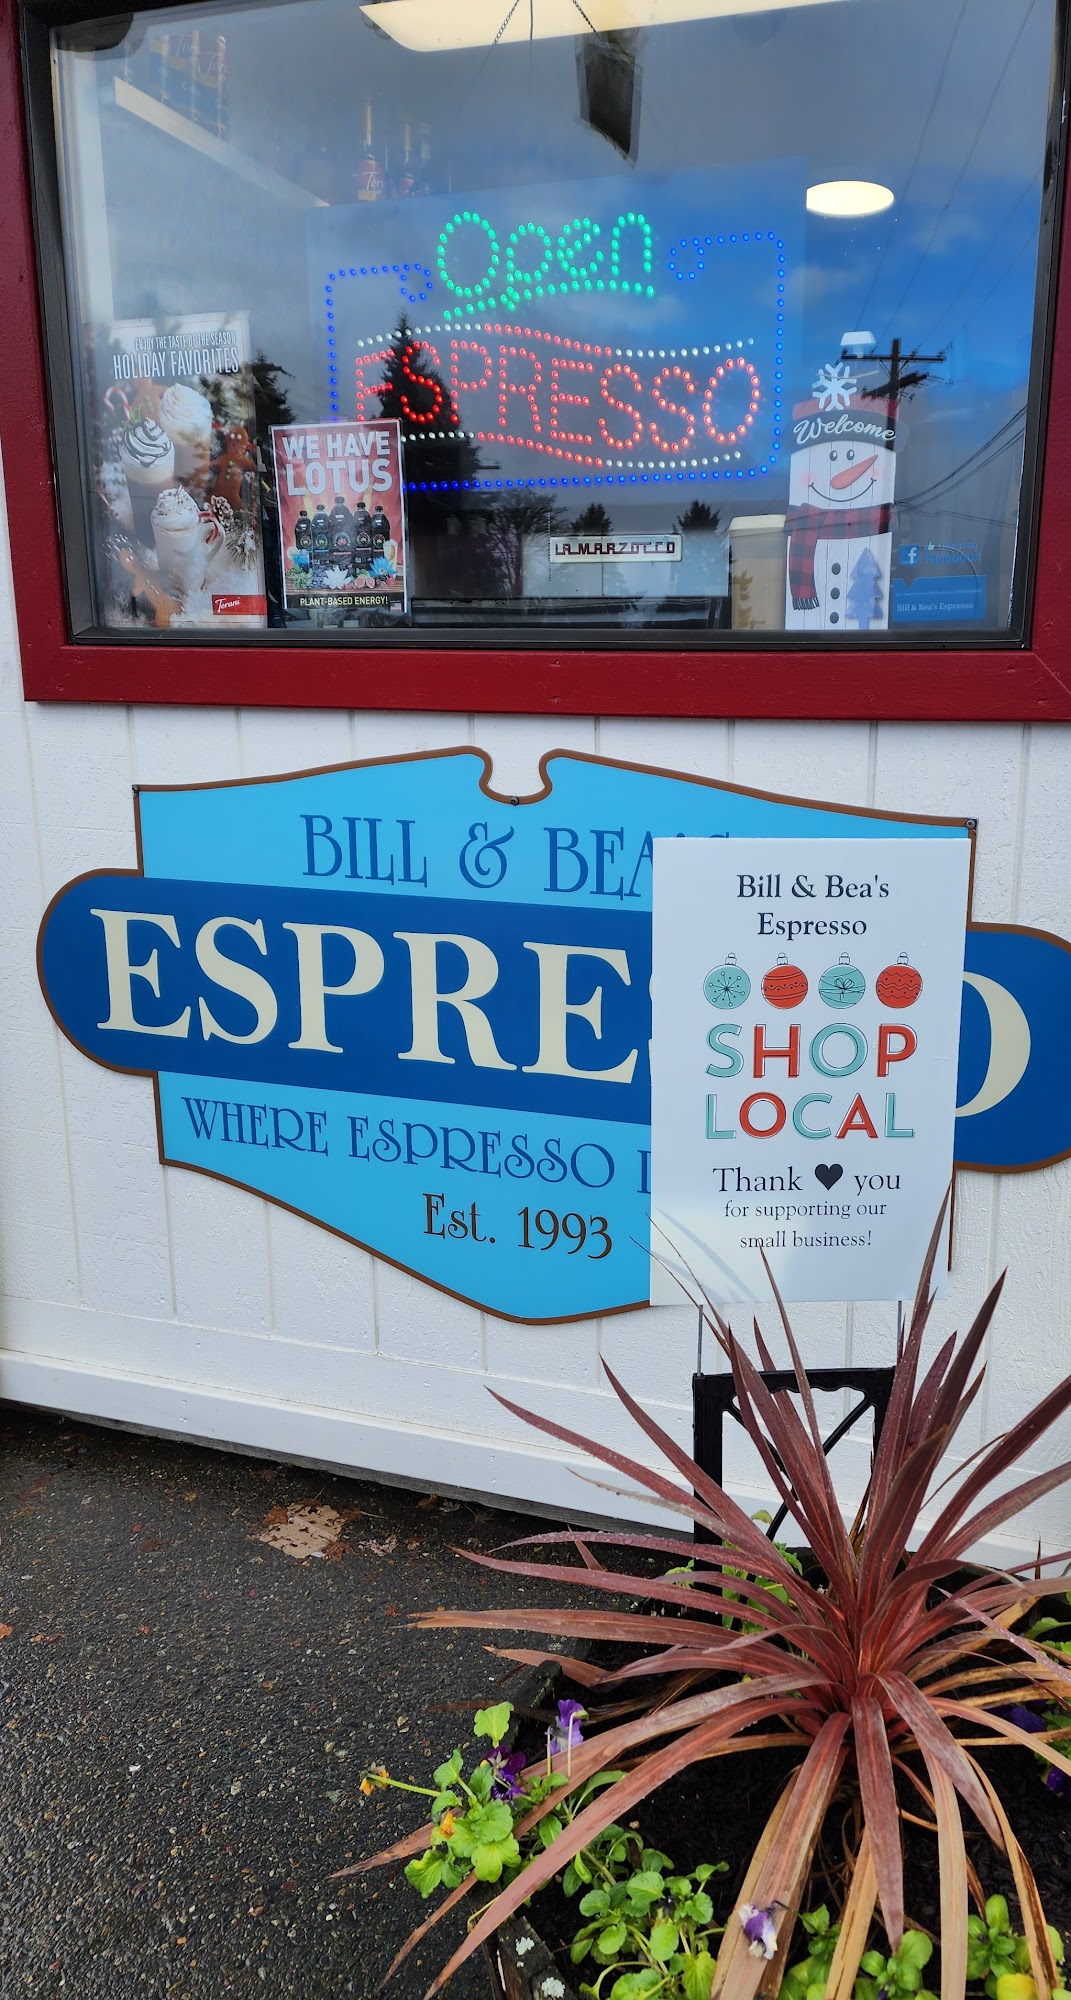 Open
ESPRESSO
ENJOY THE TASTE OF THE SEASON
HOLIDAY FAVORITES
Torani
WE HAVE
LOTUS
PLANT-BASED ENERGY!
LA MARZOCCO
Welcome
Facebook
Bill & Bea's Espresso
BILL & BEA'S
ESPRE O
WHERE ESPRESSO
Est. 1993
Bill & Bea's
Espresso
SHOP
LOCAL
Thank you
for supporting our
small business!